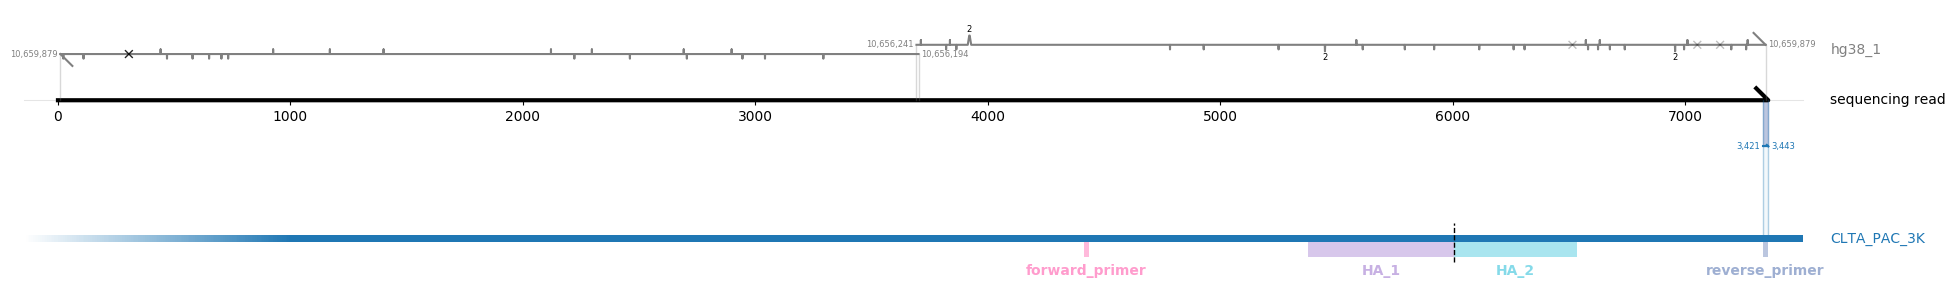 2
10,656,241
10,659,879
10,659,879
10,656,194
hg38_1
2
2
sequencing read
0 1000 2000 3000 4000 5000 6000 7000
3,421 3,443
CLTA_PAC_3K
forward_primer HA_1 HA_2 reverse_primer